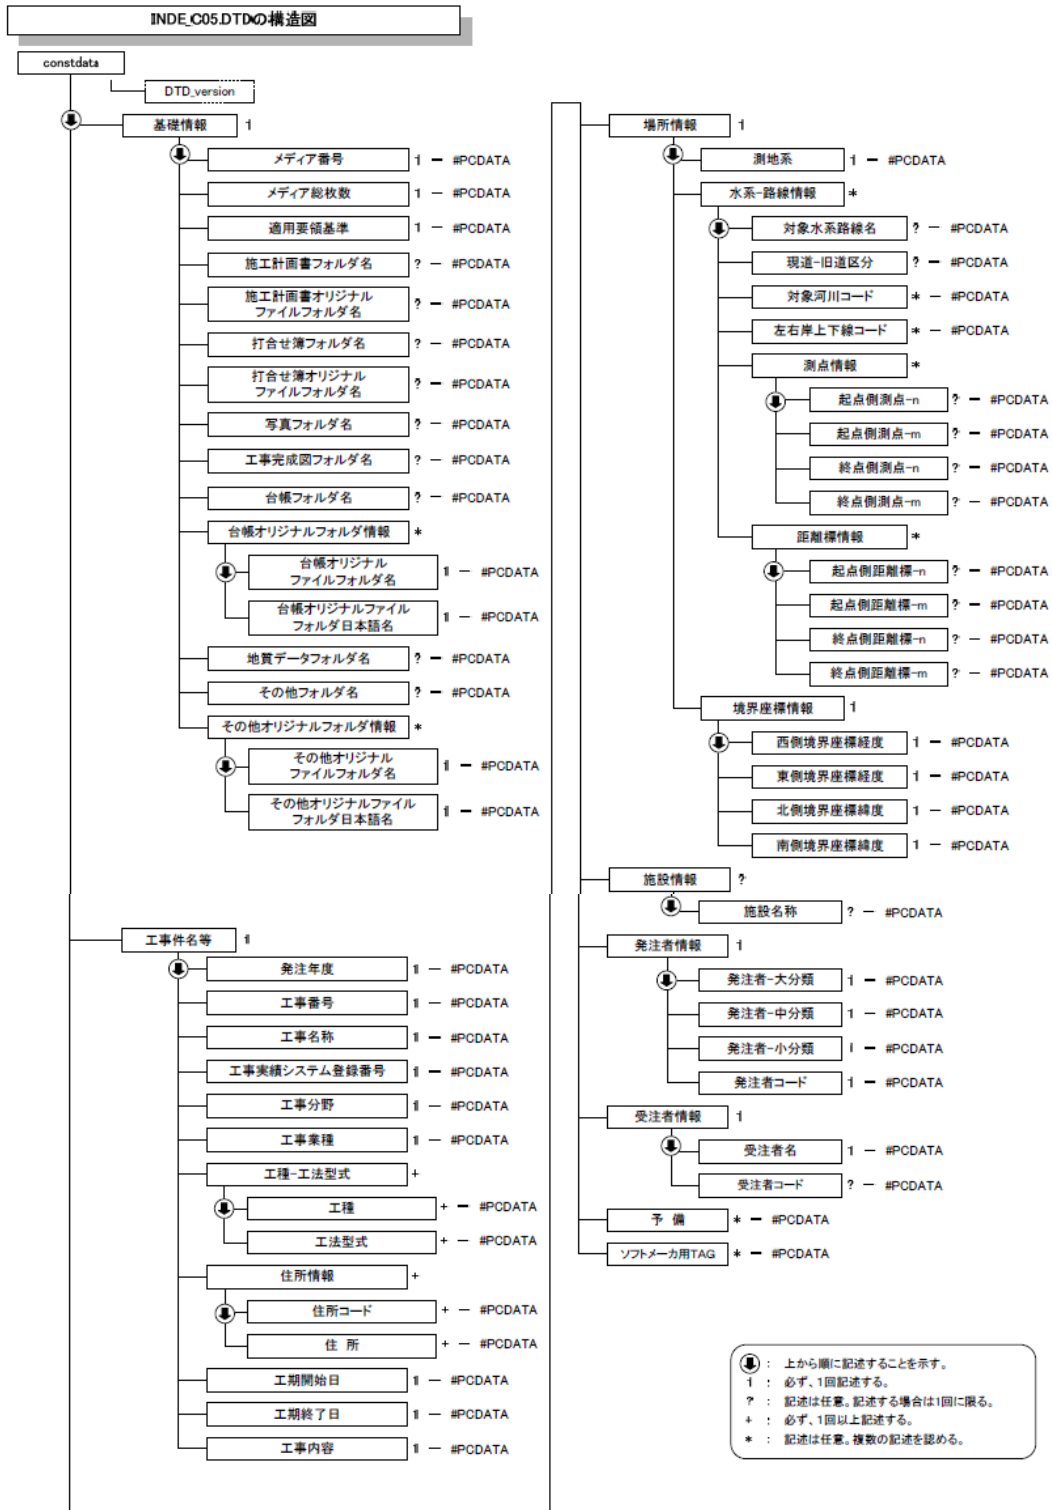 INDE_C05.DTDの構造図
constdata
DTD_version
基礎情報 1
メディア番号 1 － #PCDATA
メディア総枚数 1 － #PCDATA
適用要領基準 1 － #PCDATA
施工計画書フォルダ名 ? － #PCDATA
施工計画書オリジナル
ファイルフォルダ名 ? － #PCDATA
打合せ簿フォルダ名 ? － #PCDATA
打合せ簿オリジナル
ファイルフォルダ名 ? － #PCDATA
写真フォルダ名 ? － #PCDATA
工事完成図フォルダ名 ? － #PCDATA
台帳フォルダ名 ? － #PCDATA
台帳オリジナルフォルダ情報 *
台帳オリジナル
ファイルフォルダ名 1 － #PCDATA
台帳オリジナルファイル
フォルダ日本語名 1 － #PCDATA
地質データフォルダ名 ? － #PCDATA
その他フォルダ名 ? － #PCDATA
その他オリジナルフォルダ情報 *
その他オリジナル
ファイルフォルダ名 1 － #PCDATA
その他オリジナルファイル
フォルダ日本語名 1 － #PCDATA
工事件名等 1
発注年度 1 － #PCDATA
工事番号 1 － #PCDATA
工事名称 1 － #PCDATA
工事実績システム登録番号 1 － #PCDATA
工事分野 1 － #PCDATA
工事業種 1 － #PCDATA
工種-工法型式 +
工種 + － #PCDATA
工法型式 + － #PCDATA
住所情報 +
住所コード + － #PCDATA
住 所 + － #PCDATA
工期開始日 1 － #PCDATA
工期終了日 1 － #PCDATA
工事内容 1 － #PCDATA
場所情報 1
測地系 1 － #PCDATA
水系-路線情報 *
対象水系路線名 ? － #PCDATA
現道-旧道区分 ? － #PCDATA
対象河川コード * － #PCDATA
左右岸上下線コード * － #PCDATA
測点情報 *
起点側測点-n ? － #PCDATA
起点側測点-m ? － #PCDATA
終点側測点-n ? － #PCDATA
終点側測点-m ? － #PCDATA
距離標情報 *
起点側距離標-n ? － #PCDATA
起点側距離標-m ? － #PCDATA
終点側距離標-n ? － #PCDATA
終点側距離標-m ? － #PCDATA
境界座標情報 1
西側境界座標経度 1 － #PCDATA
東側境界座標経度 1 － #PCDATA
北側境界座標緯度 1 － #PCDATA
南側境界座標緯度 1 － #PCDATA
施設情報 ?
施設名称 ? － #PCDATA
発注者情報 1
発注者-大分類 1 － #PCDATA
発注者-中分類 1 － #PCDATA
発注者-小分類 1 － #PCDATA
発注者コード 1 － #PCDATA
受注者情報 1
受注者名 1 － #PCDATA
受注者コード ? － #PCDATA
予 備 * － #PCDATA
ソフトメーカ用TAG * － #PCDATA
： 上から順に記述することを示す。
1 ： 必ず、1回記述する。
? ： 記述は任意。記述する場合は1回に限る。
+ ： 必ず、1回以上記述する。
* ： 記述は任意。複数の記述を認める。